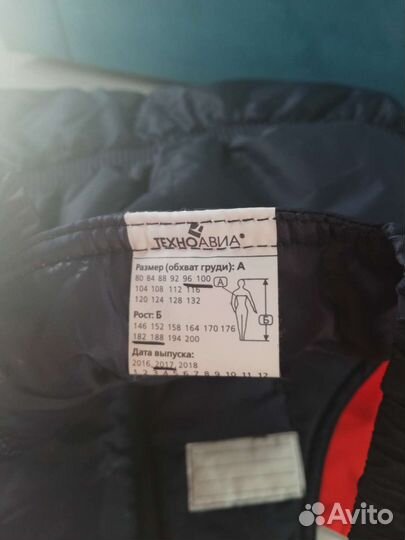 ТЕХНОАВИА®
Размер (обхват груди): А
80 84 88 92 96 100
104 108 112 116
120 124 128 132
А
Б
Рост: Б
146 152 158 164 170 176
182 188 194 200
Дата выпуска:
2016, 2017, 2018
1 2 3 4 5 6 7 8 9 10 11 12
Avito